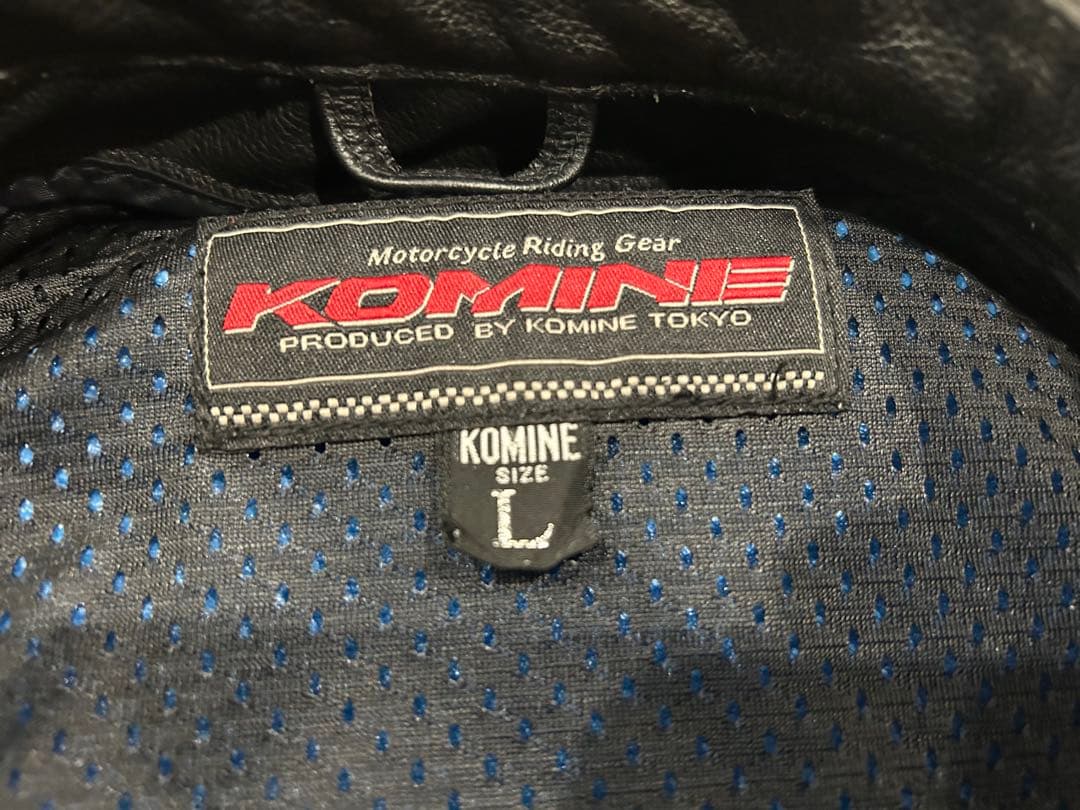 Motorcycle Riding Gear
KOMINE
PRODUCED BY KOMINE TOKYO
KOMINE
SIZE
L